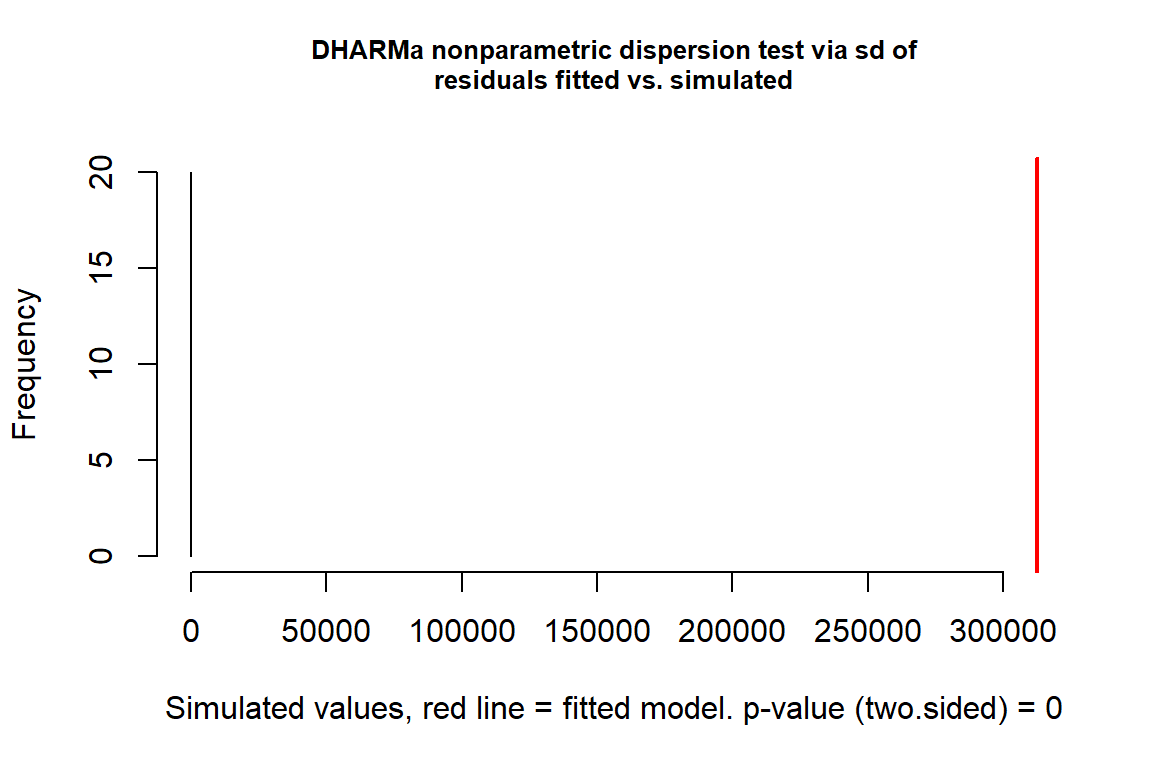 DHARMa nonparametric dispersion test via sd of
residuals fitted vs. simulated
Frequency
20
15
10
5
0
0 50000 100000 150000 200000 250000 300000
Simulated values, red line = fitted model. p-value (two.sided) = 0